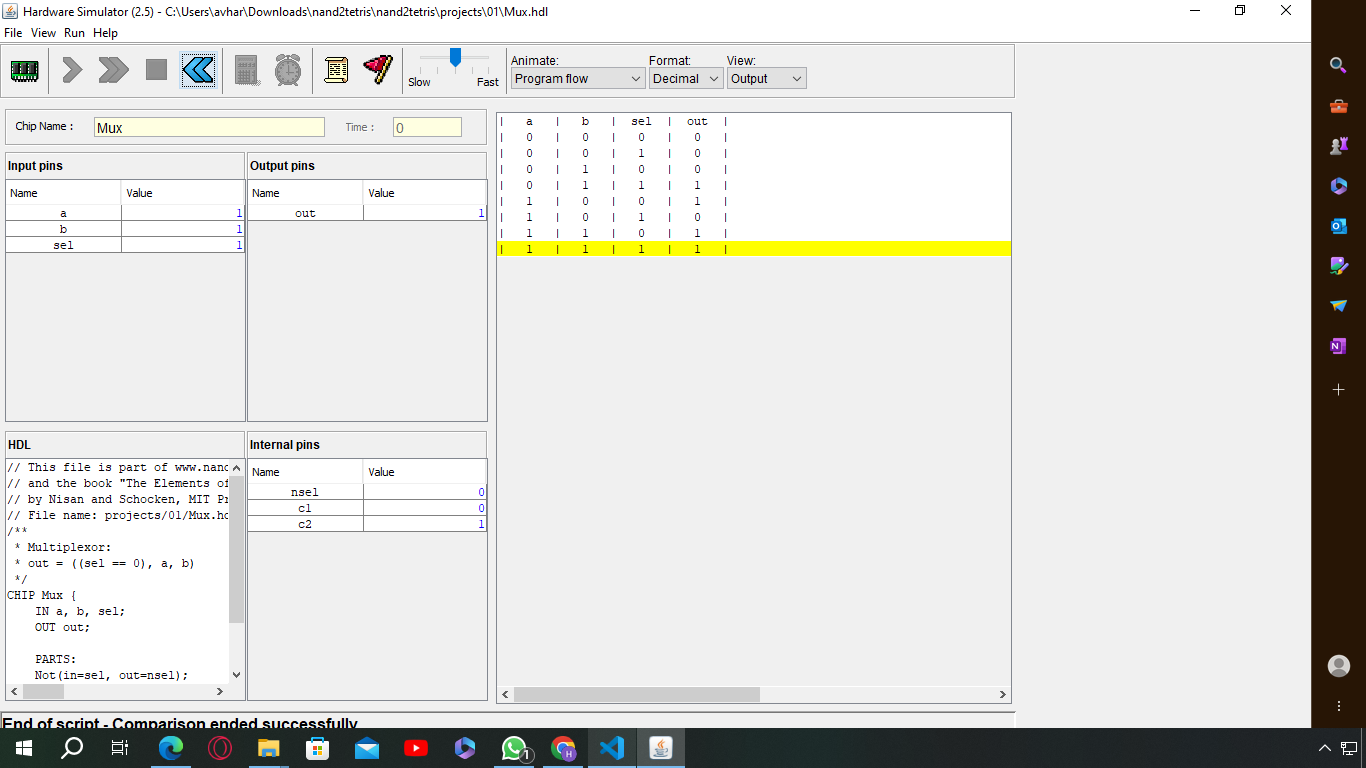 Hardware Simulator (2.5) - C:\Users\avhar\Downloads\nand2tetris\nand2tetris\projects\01\Mux.hdl
File View Run Help
Slow Fast
Animate: Format: View:
Program flow Decimal Output
Chip Name : Mux Time : 0
Input pins
Name Value
a 1
b 1
sel 1
Output pins
Name Value
out 1
| a | b | sel | out |
| 0 | 0 | 0 | 0 |
| 0 | 0 | 1 | 0 |
| 0 | 1 | 0 | 0 |
| 0 | 1 | 1 | 1 |
| 1 | 0 | 0 | 1 |
| 1 | 0 | 1 | 0 |
| 1 | 1 | 0 | 1 |
| 1 | 1 | 1 | 1 |
HDL
// This file is part of www.nand
// and the book "The Elements of
// by Nisan and Schocken, MIT Pr
// File name: projects/01/Mux.hd
/**
* Multiplexor:
* out = ((sel == 0), a, b)
*/
CHIP Mux {
IN a, b, sel;
OUT out;
PARTS:
Not(in=sel, out=nsel);
Internal pins
Name Value
nsel 0
c1 0
c2 1
End of script - Comparison ended successfully
1
H